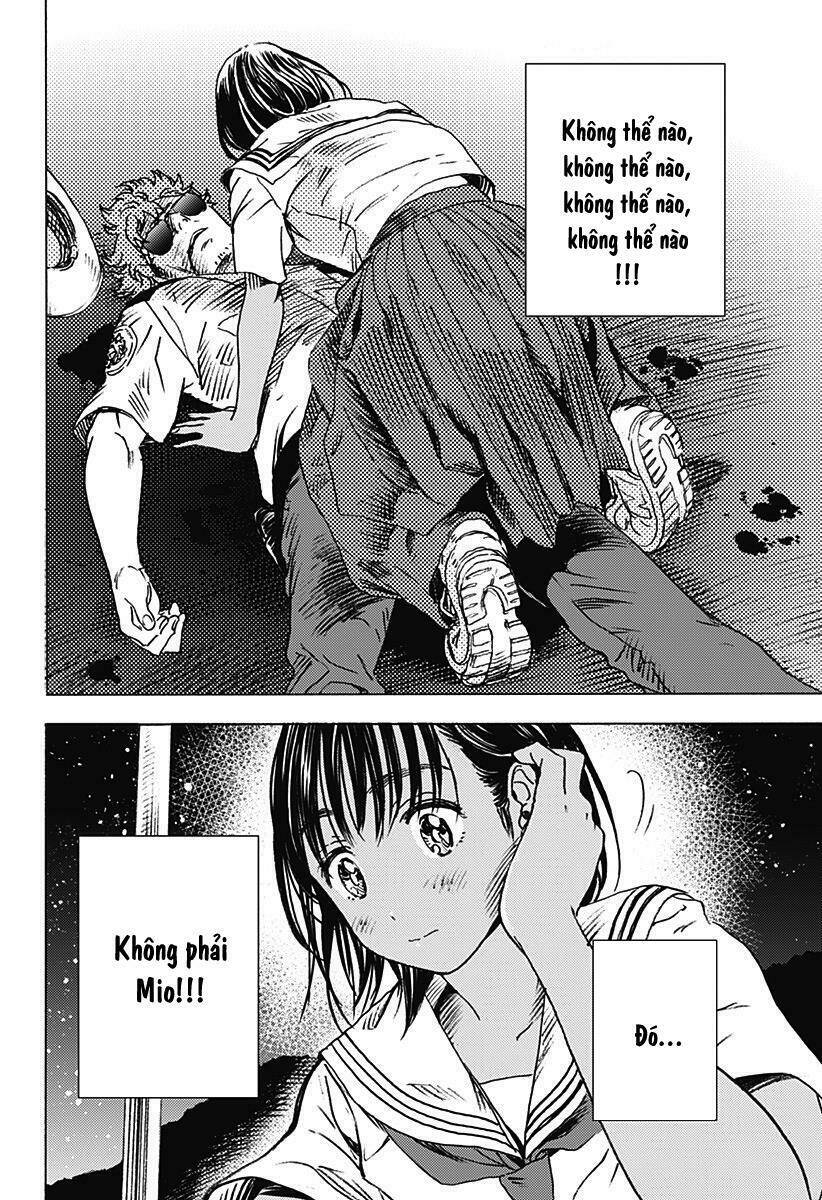 Không thể nào,
không thể nào,
không thể nào,
không thể nào
!!!
Đó...
Không phải
Mio!!!